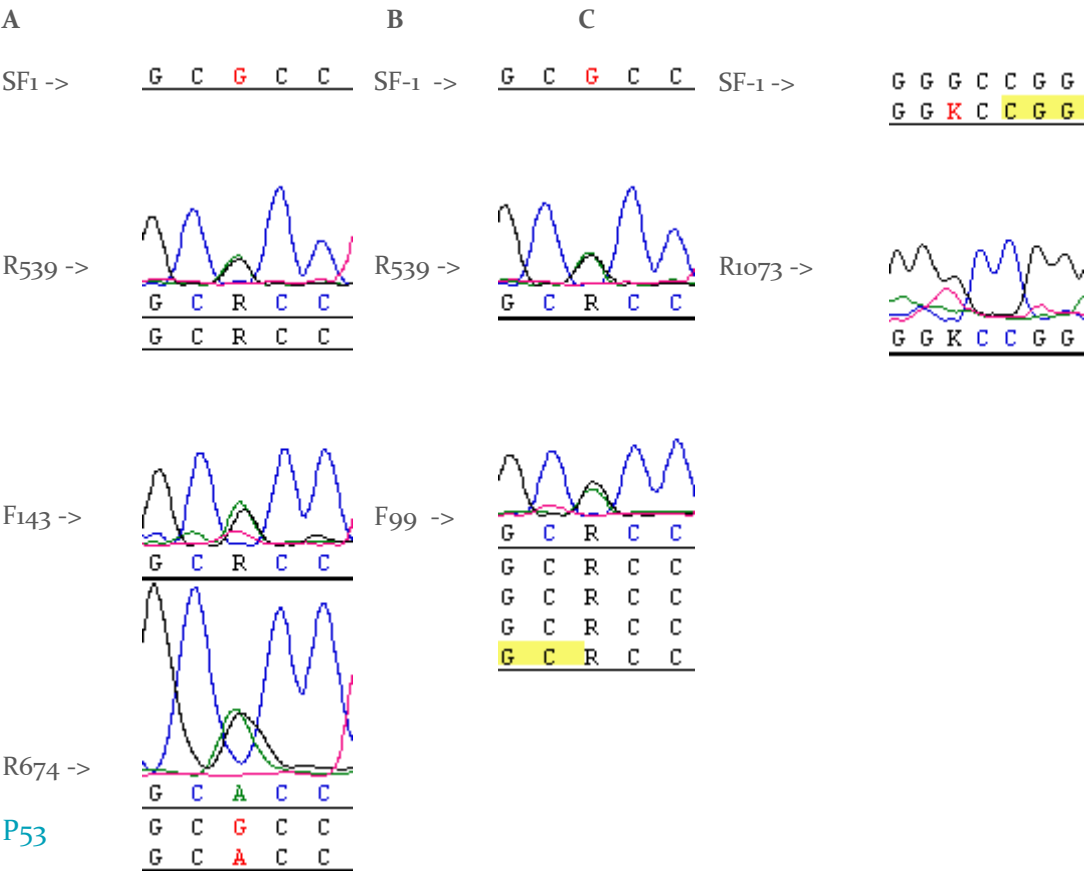 A B C
SF1 -> G C G C C SF-1 -> G C G C C SF-1 -> G G G C C G G
G G K C C G G
R539 -> G C R C C R539 -> G C R C C R1073 -> G G K C C G G
G C R C C
F143 -> G C R C C F99 -> G C R C C
G C R C C
G C R C C
G C R C C
G C R C C
R674 -> G C A C C
P53 G C G C C
G C A C C